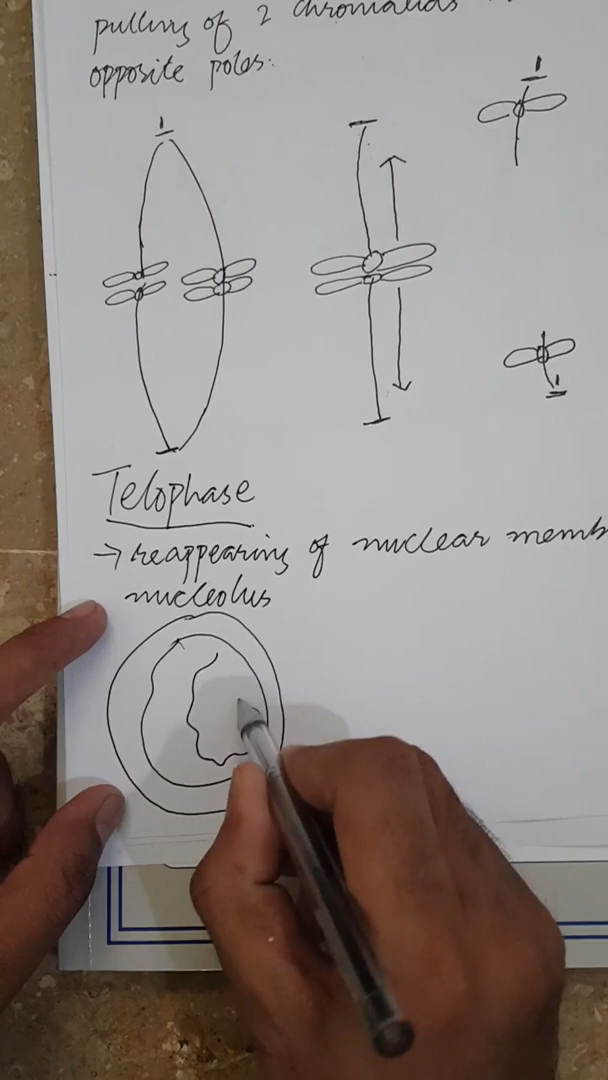 pulling of 2 chromatids
opposite poles.
Telophase
→ reappearing of nuclear memb
nucleolus